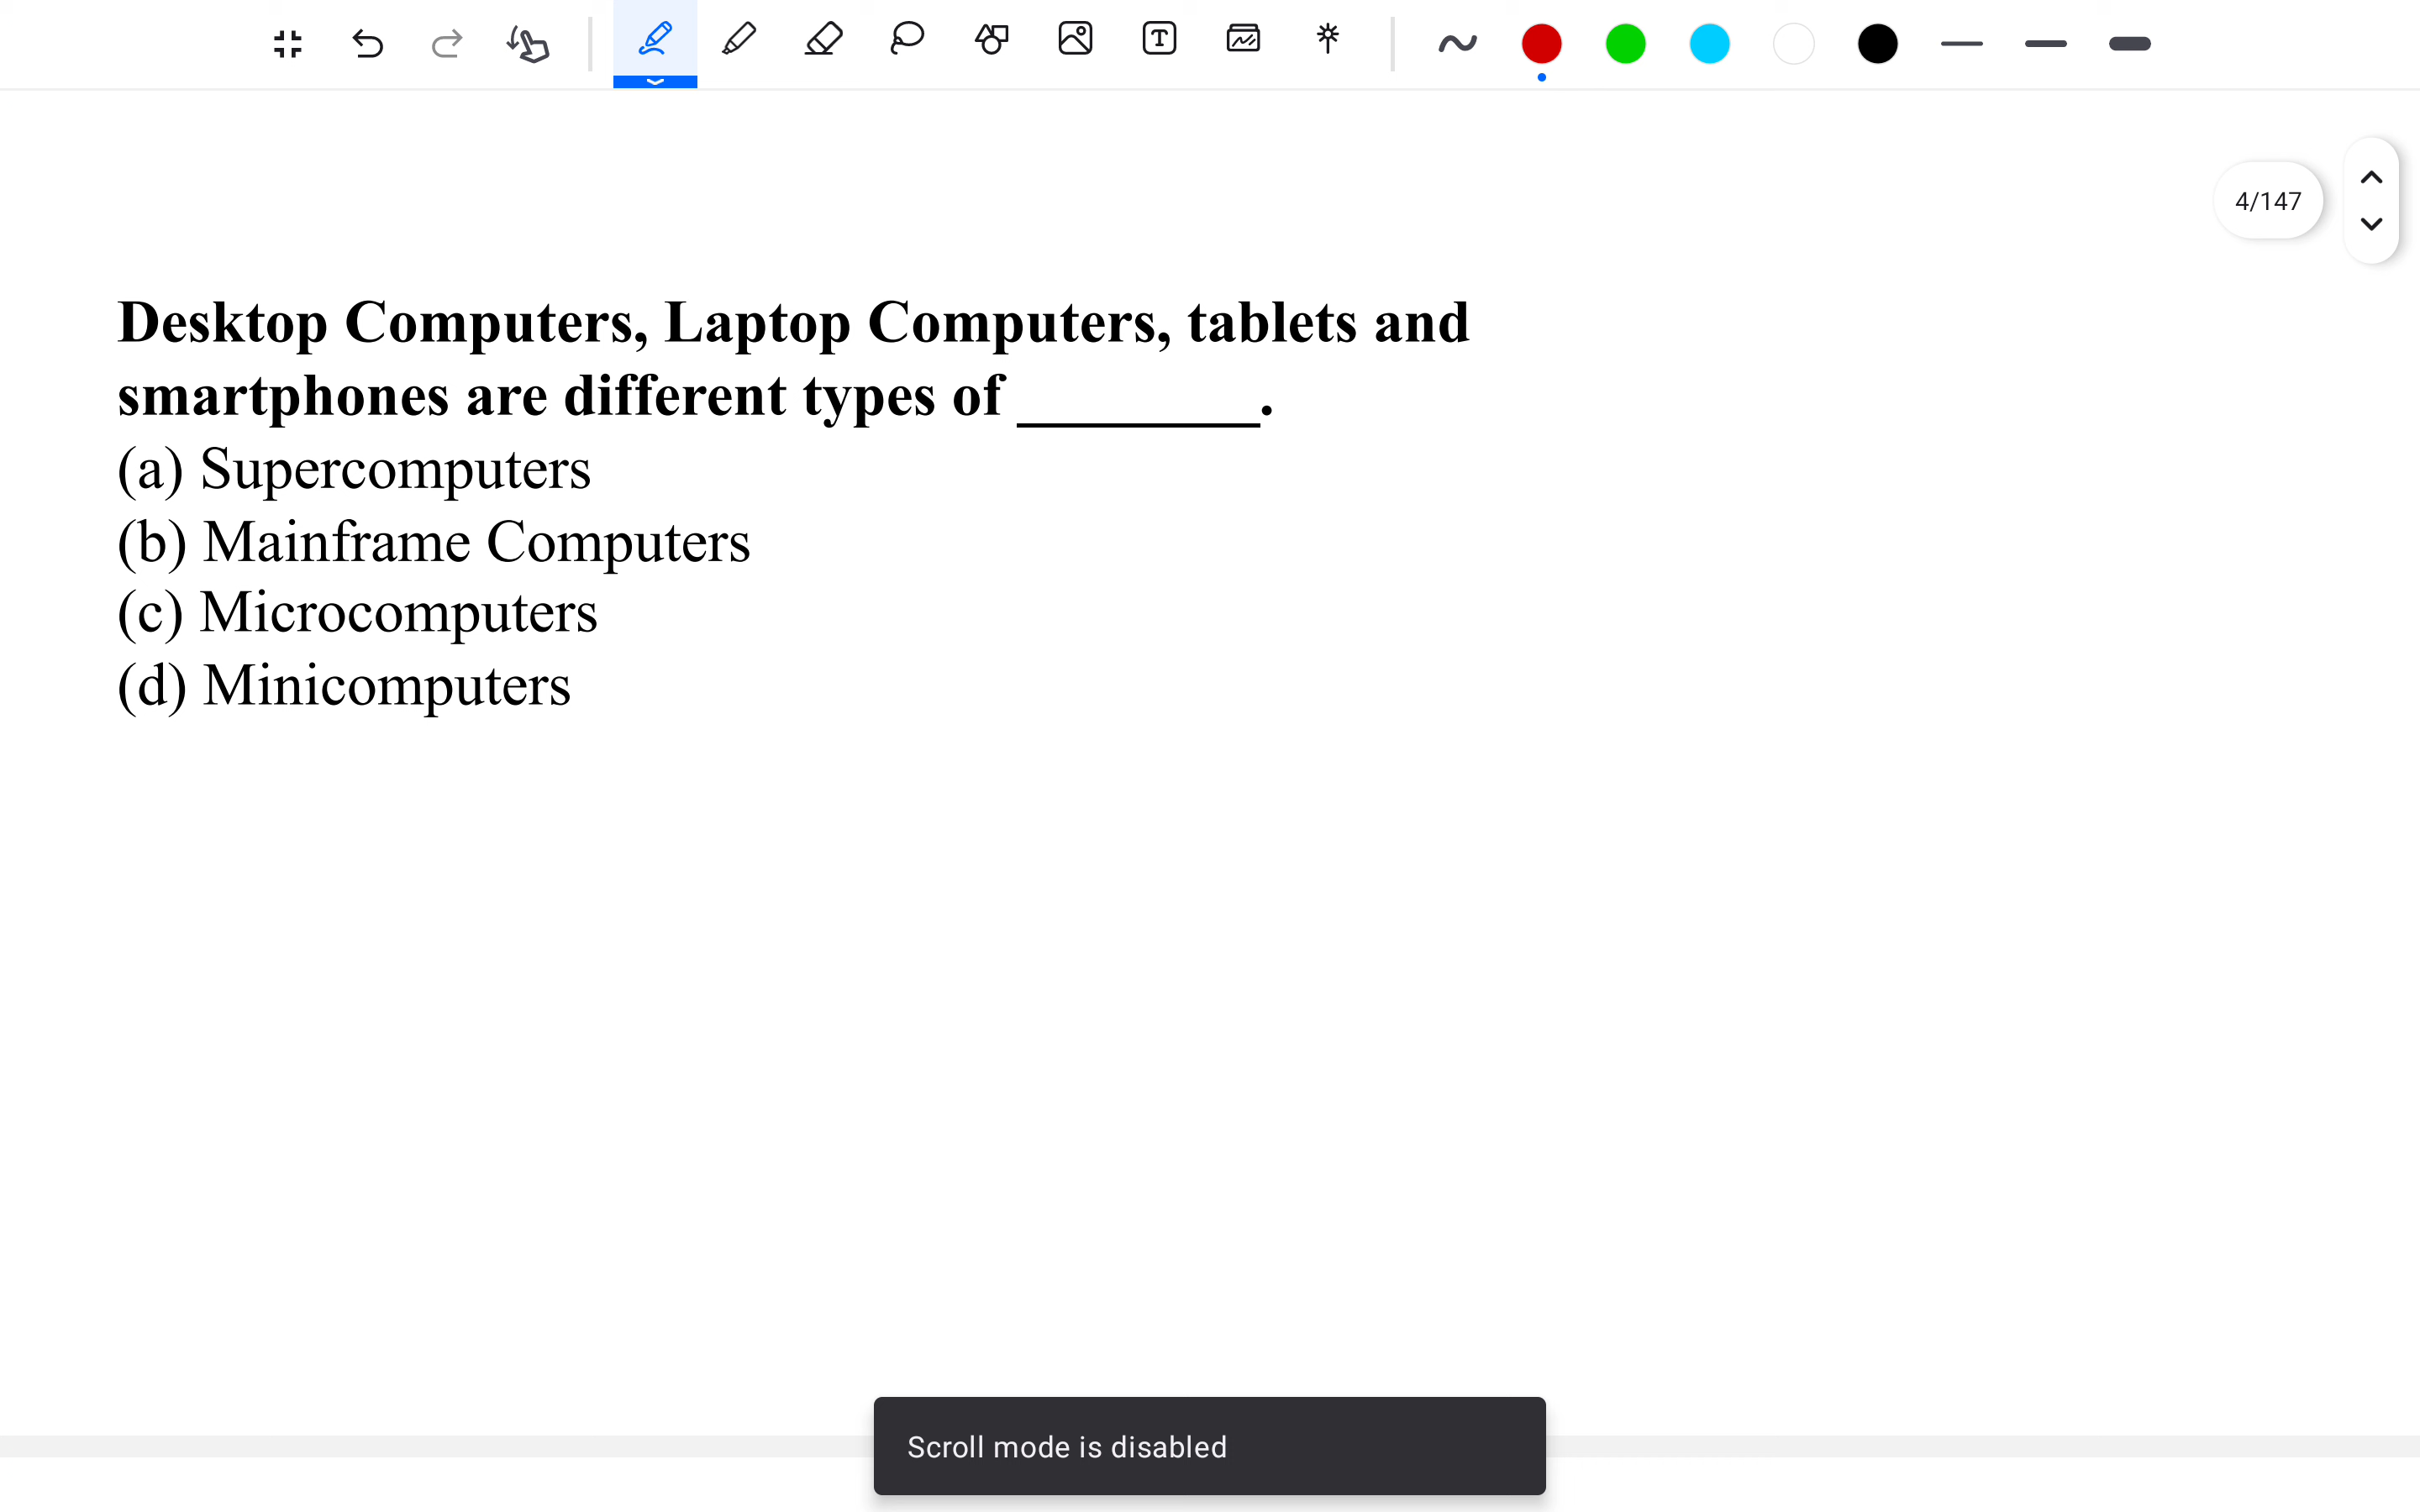 4/147
Desktop Computers, Laptop Computers, tablets and
smartphones are different types of _________.
(a) Supercomputers
(b) Mainframe Computers
(c) Microcomputers
(d) Minicomputers
Scroll mode is disabled